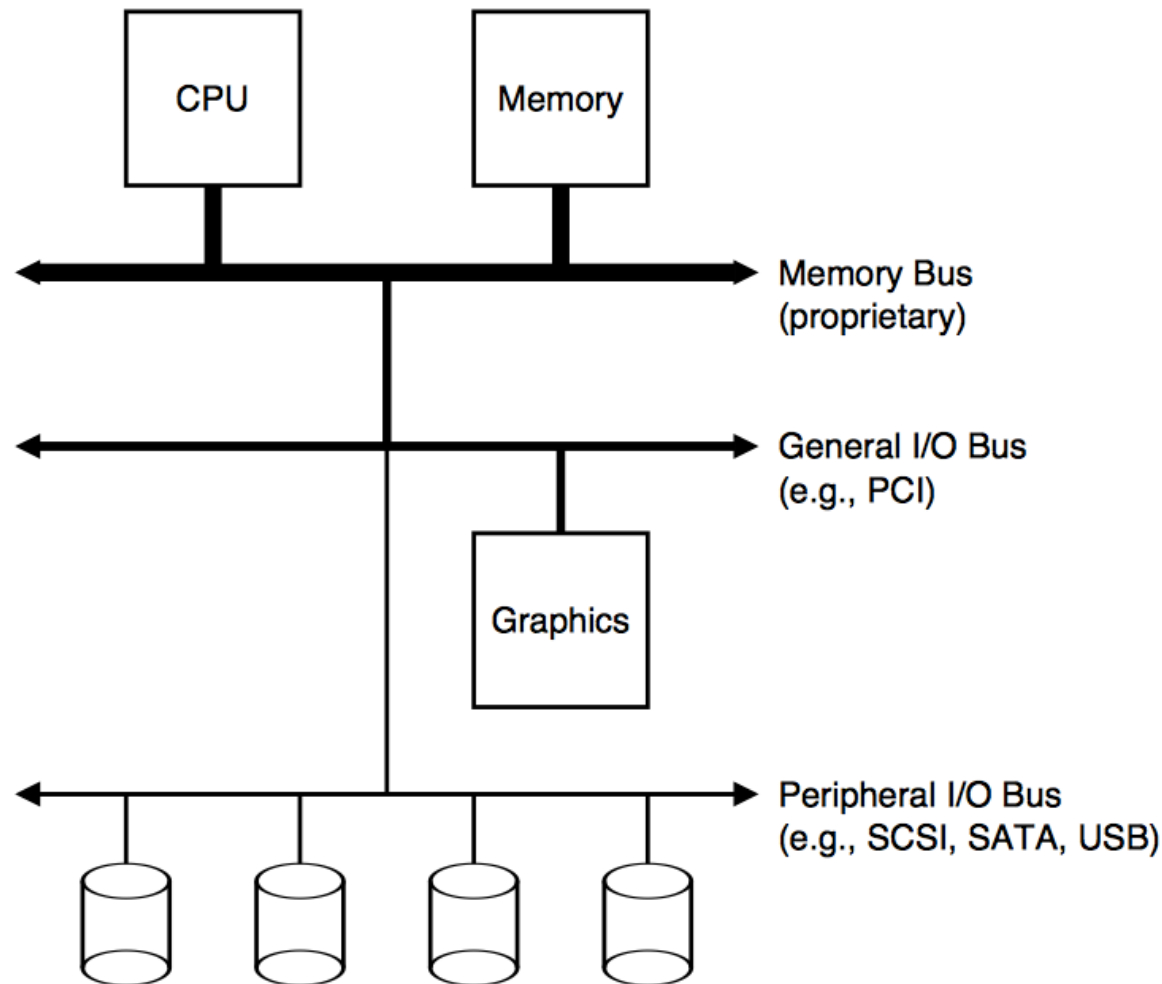 CPU
Memory
Memory Bus
(proprietary)
General I/O Bus
(e.g., PCI)
Graphics
Peripheral I/O Bus
(e.g., SCSI, SATA, USB)